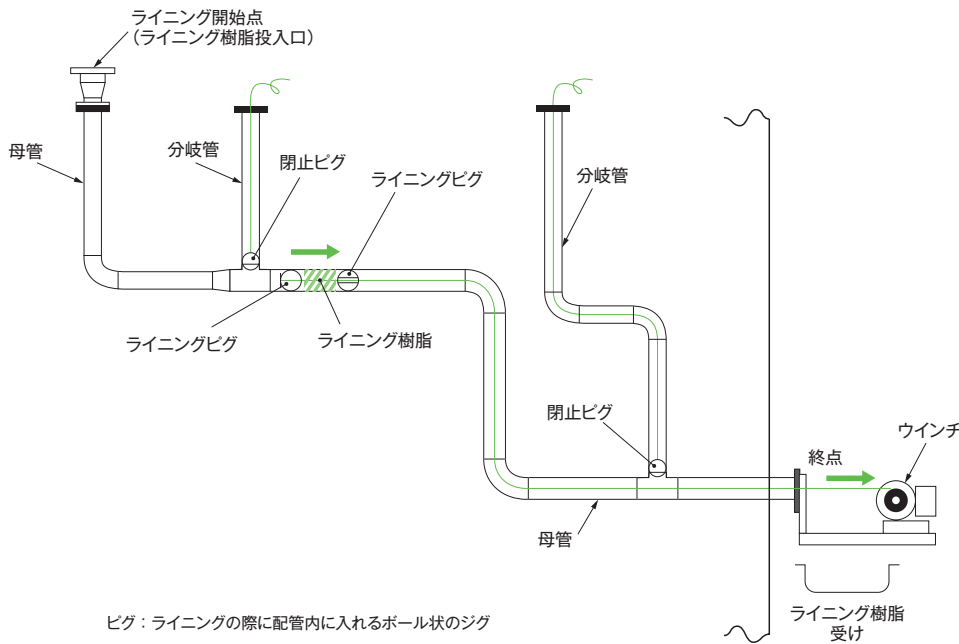 ライニング開始点
（ライニング樹脂投入口）
母管
分岐管
閉止ピグ
ライニングピグ
分岐管
ライニングピグ
ライニング樹脂
閉止ピグ
ウインチ
終点
母管
ライニング樹脂
受け
ピグ：ライニングの際に配管内に入れるボール状のジグ